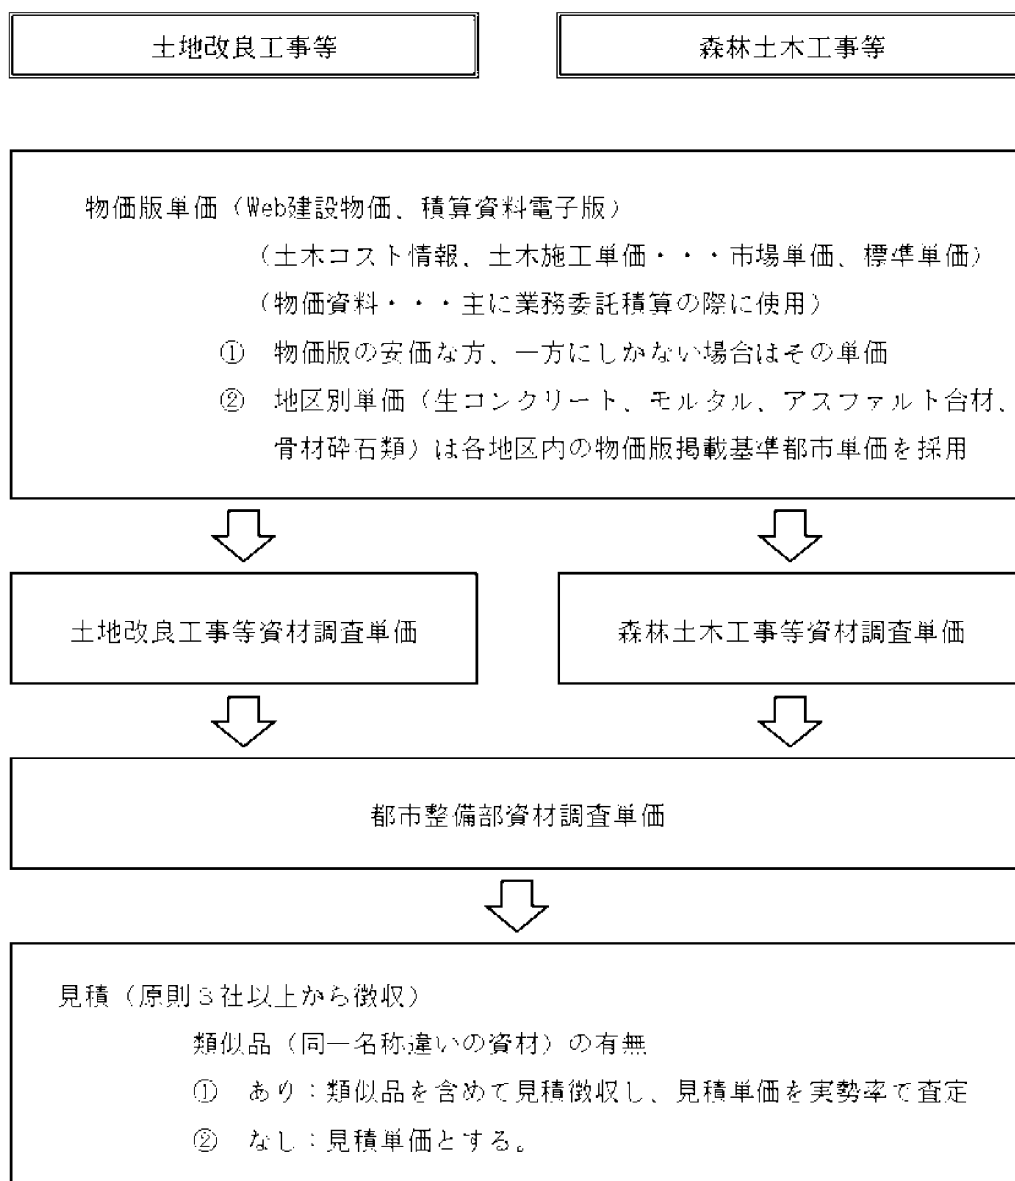 土地改良工事等
森林土木工事等
物価版単価（Web建設物価、積算資料電子版）
（土木コスト情報、土木施工単価・・・市場単価、標準単価）
（物価資料・・・主に業務委託積算の際に使用）
① 物価版の安価な方、一方にしかない場合はその単価
② 地区別単価（生コンクリート、モルタル、アスファルト合材、
骨材砕石類）は各地区内の物価版掲載基準都市単価を採用
土地改良工事等資材調査単価
森林土木工事等資材調査単価
都市整備部資材調査単価
見積（原則３社以上から徴収）
類似品（同一名称違いの資材）の有無
① あり：類似品を含めて見積徴収し、見積単価を実勢率で査定
② なし：見積単価とする。